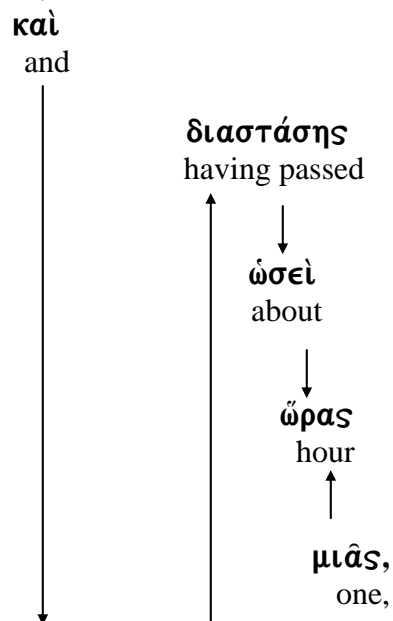 καὶ
and
διαστάσης
having passed
ὡσεὶ
about
ὥρας
hour
μιᾶς,
one,